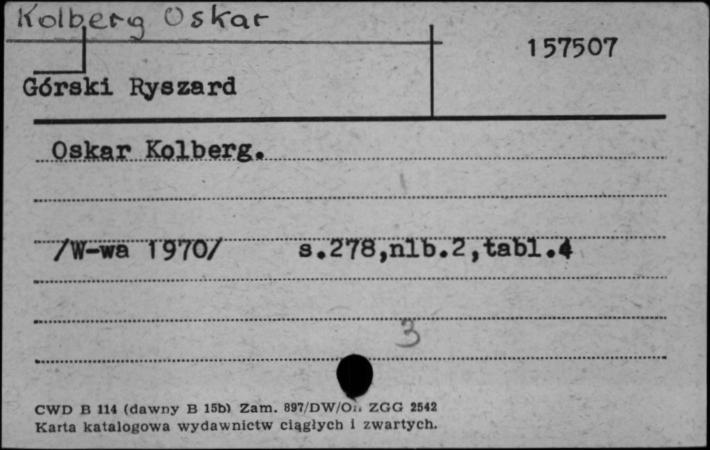 Kolberg Oskar
157507
Górski Ryszard
Oskar Kolberg.
/W-wa 1970/ s.278,nlb.2,tabl.4
3
CWD B 114 (dawny B 15b) Zam. 897/DW/On ZGG 2542
Karta katalogowa wydawnictw ciągłych i zwartych.